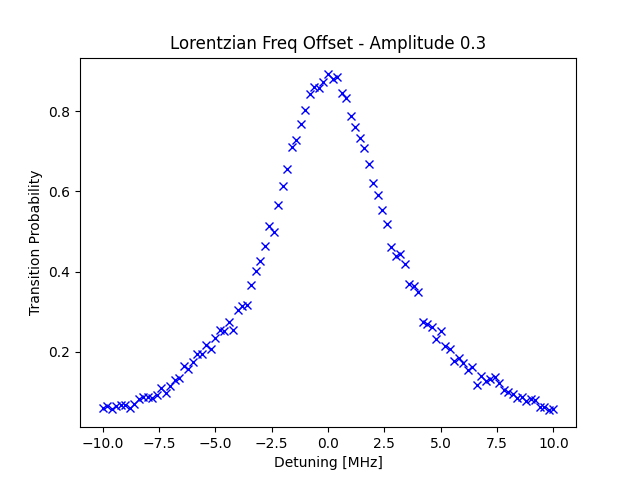 Lorentzian Freq Offset - Amplitude 0.3
Transition Probability
0.8
0.6
0.4
0.2
−10.0 −7.5 −5.0 −2.5 0.0 2.5 5.0 7.5 10.0
Detuning [MHz]